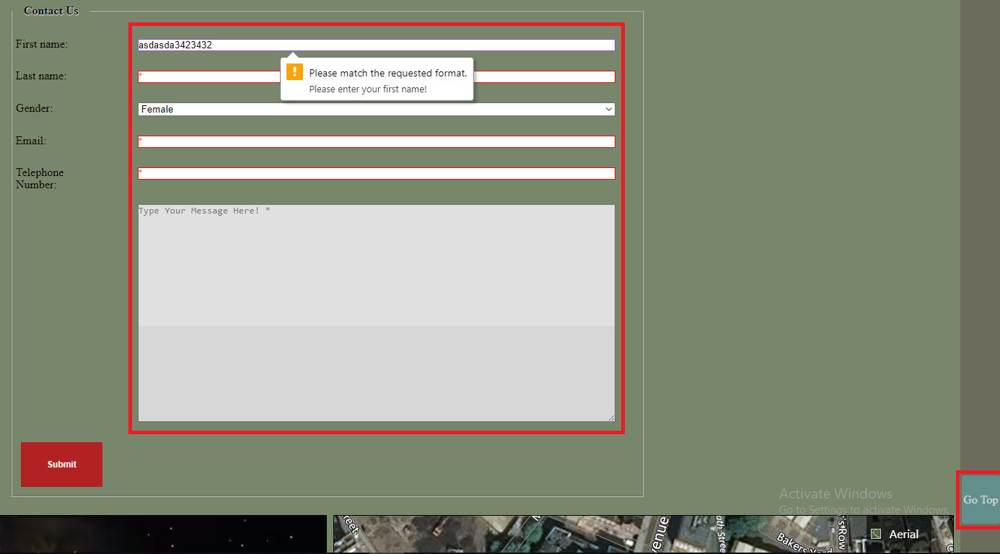 Contact Us
First name:
asdasda3423432
Please match the requested format.
Please enter your first name!
Last name:
*
Gender:
Female
Email:
*
Telephone
Number:
*
Type Your Message Here! *
Submit
Activate Windows
Go to Settings to activate Windows.
Go Top
reet.
venue
ath Stree
Bakers Yard
's Row
Aerial